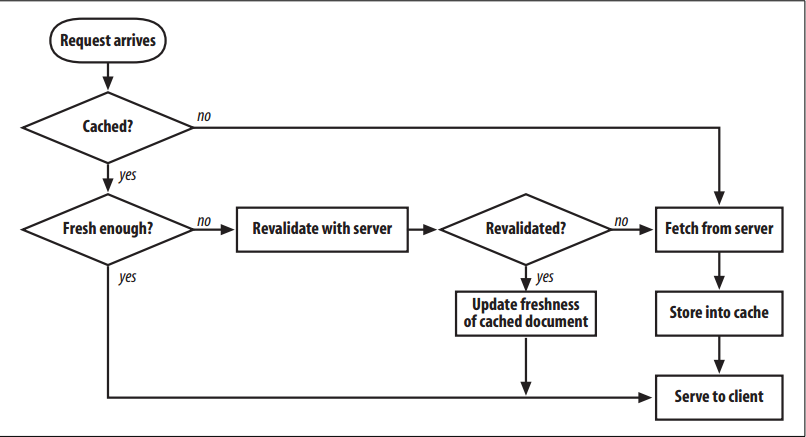 Request arrives
Cached?
no
yes
Fresh enough?
no
Revalidate with server
Revalidated?
no
Fetch from server
yes
yes
Update freshness
of cached document
Store into cache
Serve to client